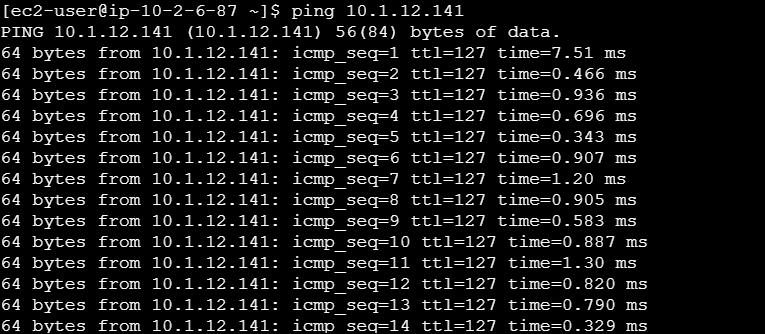 [ec2-user@ip-10-2-6-87 ~]$ ping 10.1.12.141
PING 10.1.12.141 (10.1.12.141) 56(84) bytes of data.
64 bytes from 10.1.12.141: icmp_seq=1 ttl=127 time=7.51 ms
64 bytes from 10.1.12.141: icmp_seq=2 ttl=127 time=0.466 ms
64 bytes from 10.1.12.141: icmp_seq=3 ttl=127 time=0.936 ms
64 bytes from 10.1.12.141: icmp_seq=4 ttl=127 time=0.696 ms
64 bytes from 10.1.12.141: icmp_seq=5 ttl=127 time=0.343 ms
64 bytes from 10.1.12.141: icmp_seq=6 ttl=127 time=0.907 ms
64 bytes from 10.1.12.141: icmp_seq=7 ttl=127 time=1.20 ms
64 bytes from 10.1.12.141: icmp_seq=8 ttl=127 time=0.905 ms
64 bytes from 10.1.12.141: icmp_seq=9 ttl=127 time=0.583 ms
64 bytes from 10.1.12.141: icmp_seq=10 ttl=127 time=0.887 ms
64 bytes from 10.1.12.141: icmp_seq=11 ttl=127 time=1.30 ms
64 bytes from 10.1.12.141: icmp_seq=12 ttl=127 time=0.820 ms
64 bytes from 10.1.12.141: icmp_seq=13 ttl=127 time=0.790 ms
64 bytes from 10.1.12.141: icmp_seq=14 ttl=127 time=0.329 ms